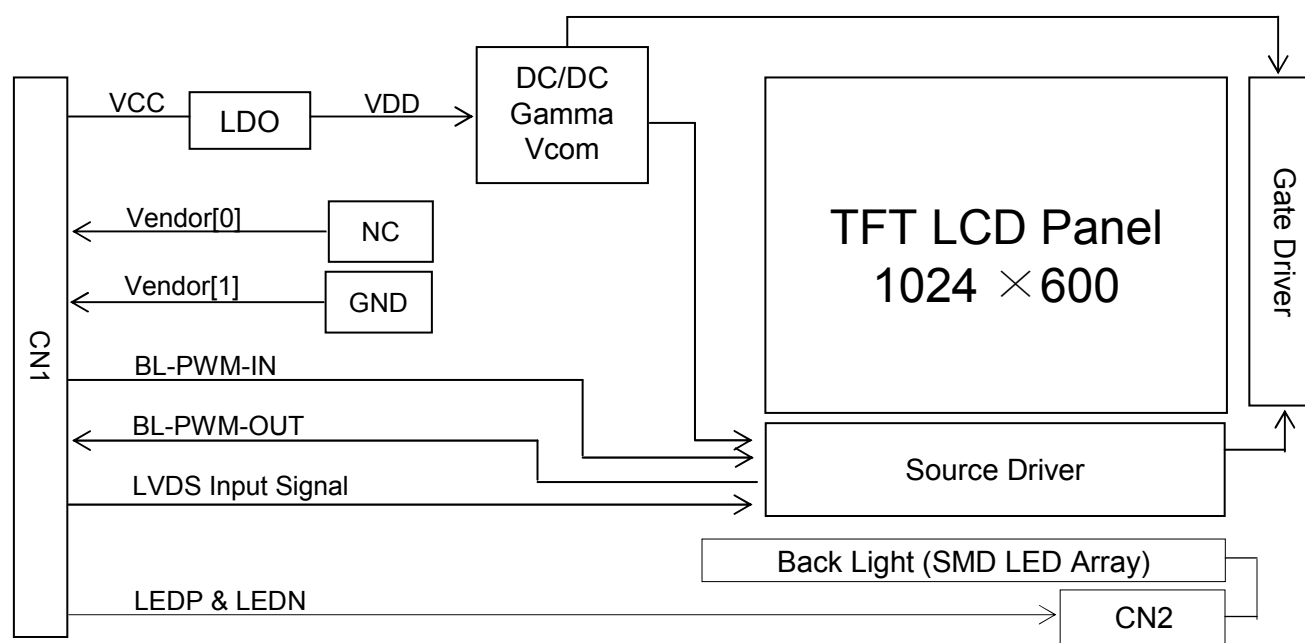 CN1
VCC
LDO
VDD
DC/DC
Gamma
Vcom
Vendor[0]
NC
Vendor[1]
GND
BL-PWM-IN
BL-PWM-OUT
LVDS Input Signal
LEDP & LEDN
TFT LCD Panel
1024 ×600
Gate Driver
Source Driver
Back Light (SMD LED Array)
CN2